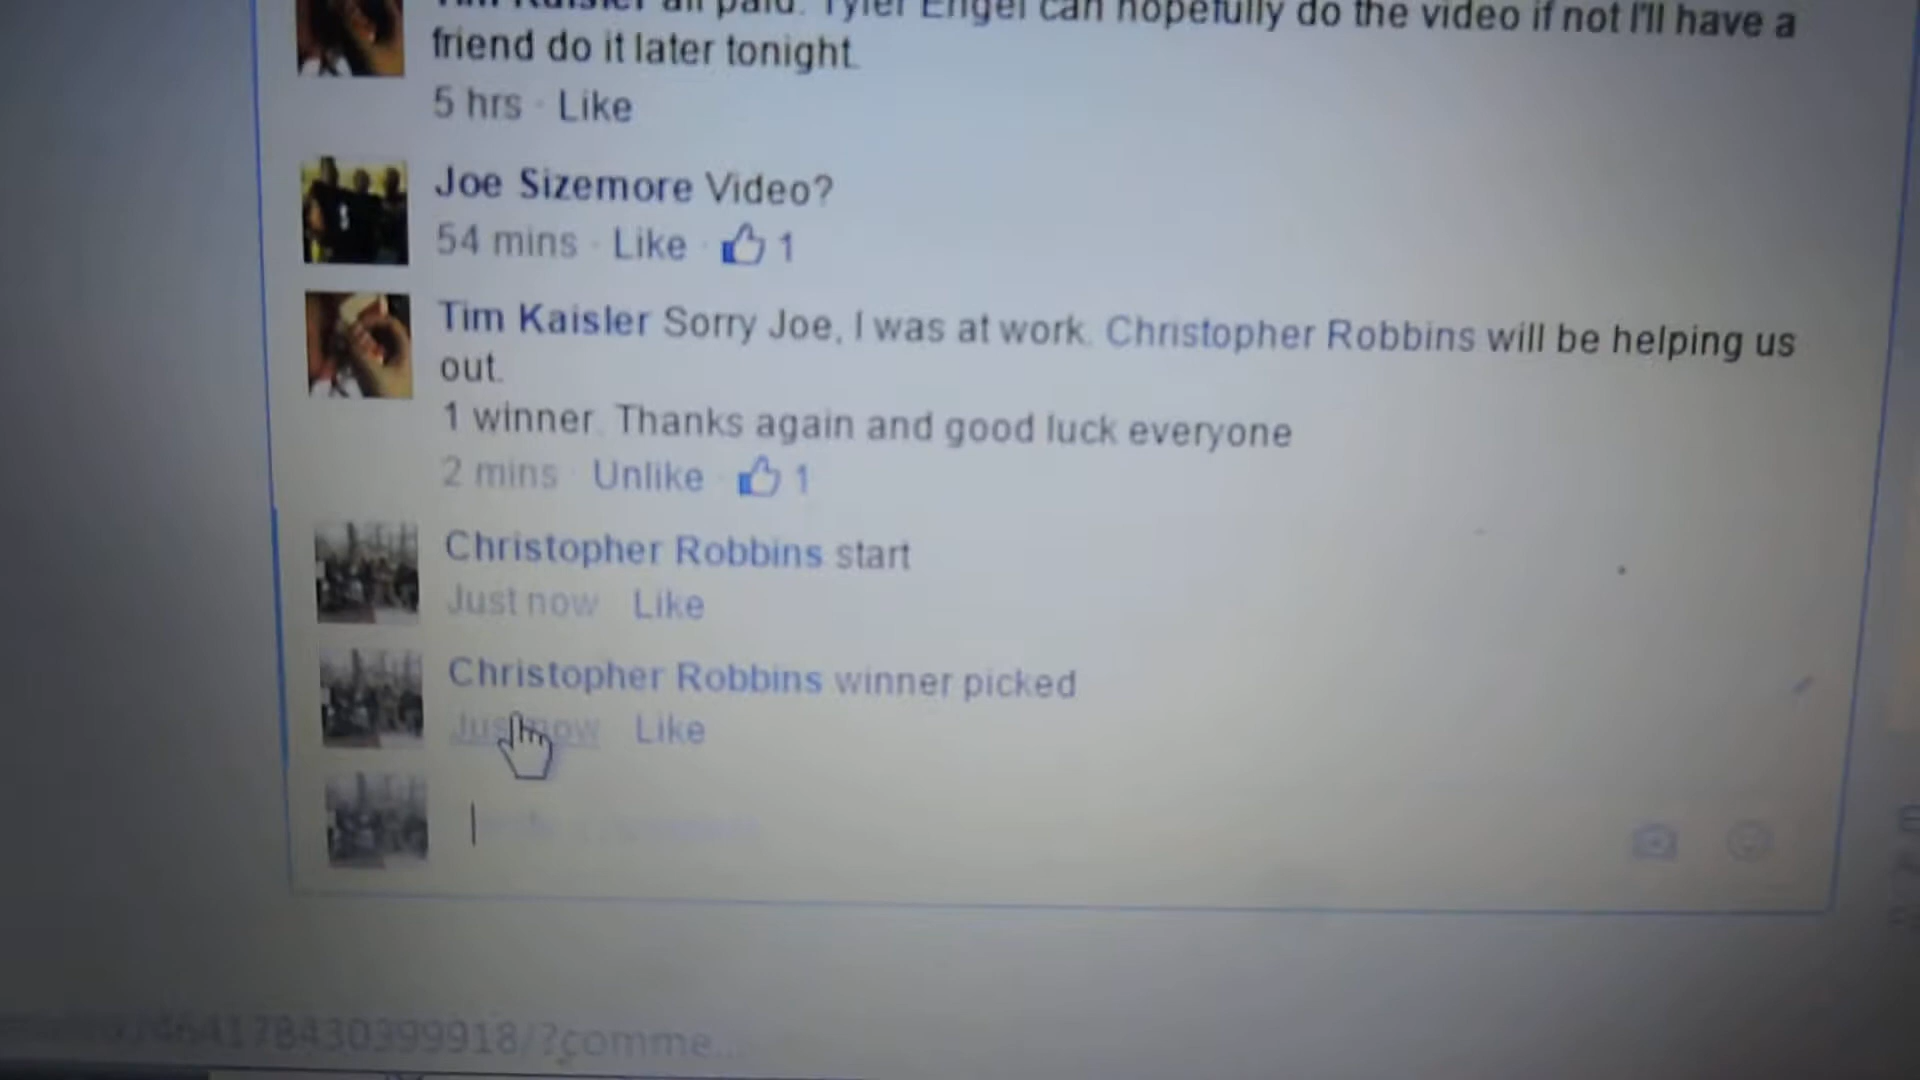 Tim Kaisler all paid. Tyler Engel can hopefully do the video if not I'll have a
friend do it later tonight.
5 hrs · Like
Joe Sizemore Video?
54 mins · Like · 1
Tim Kaisler Sorry Joe, I was at work. Christopher Robbins will be helping us
out.
1 winner. Thanks again and good luck everyone
2 mins · Unlike · 1
Christopher Robbins start
Just now · Like
Christopher Robbins winner picked
Just now · Like
178430399918/?comme...